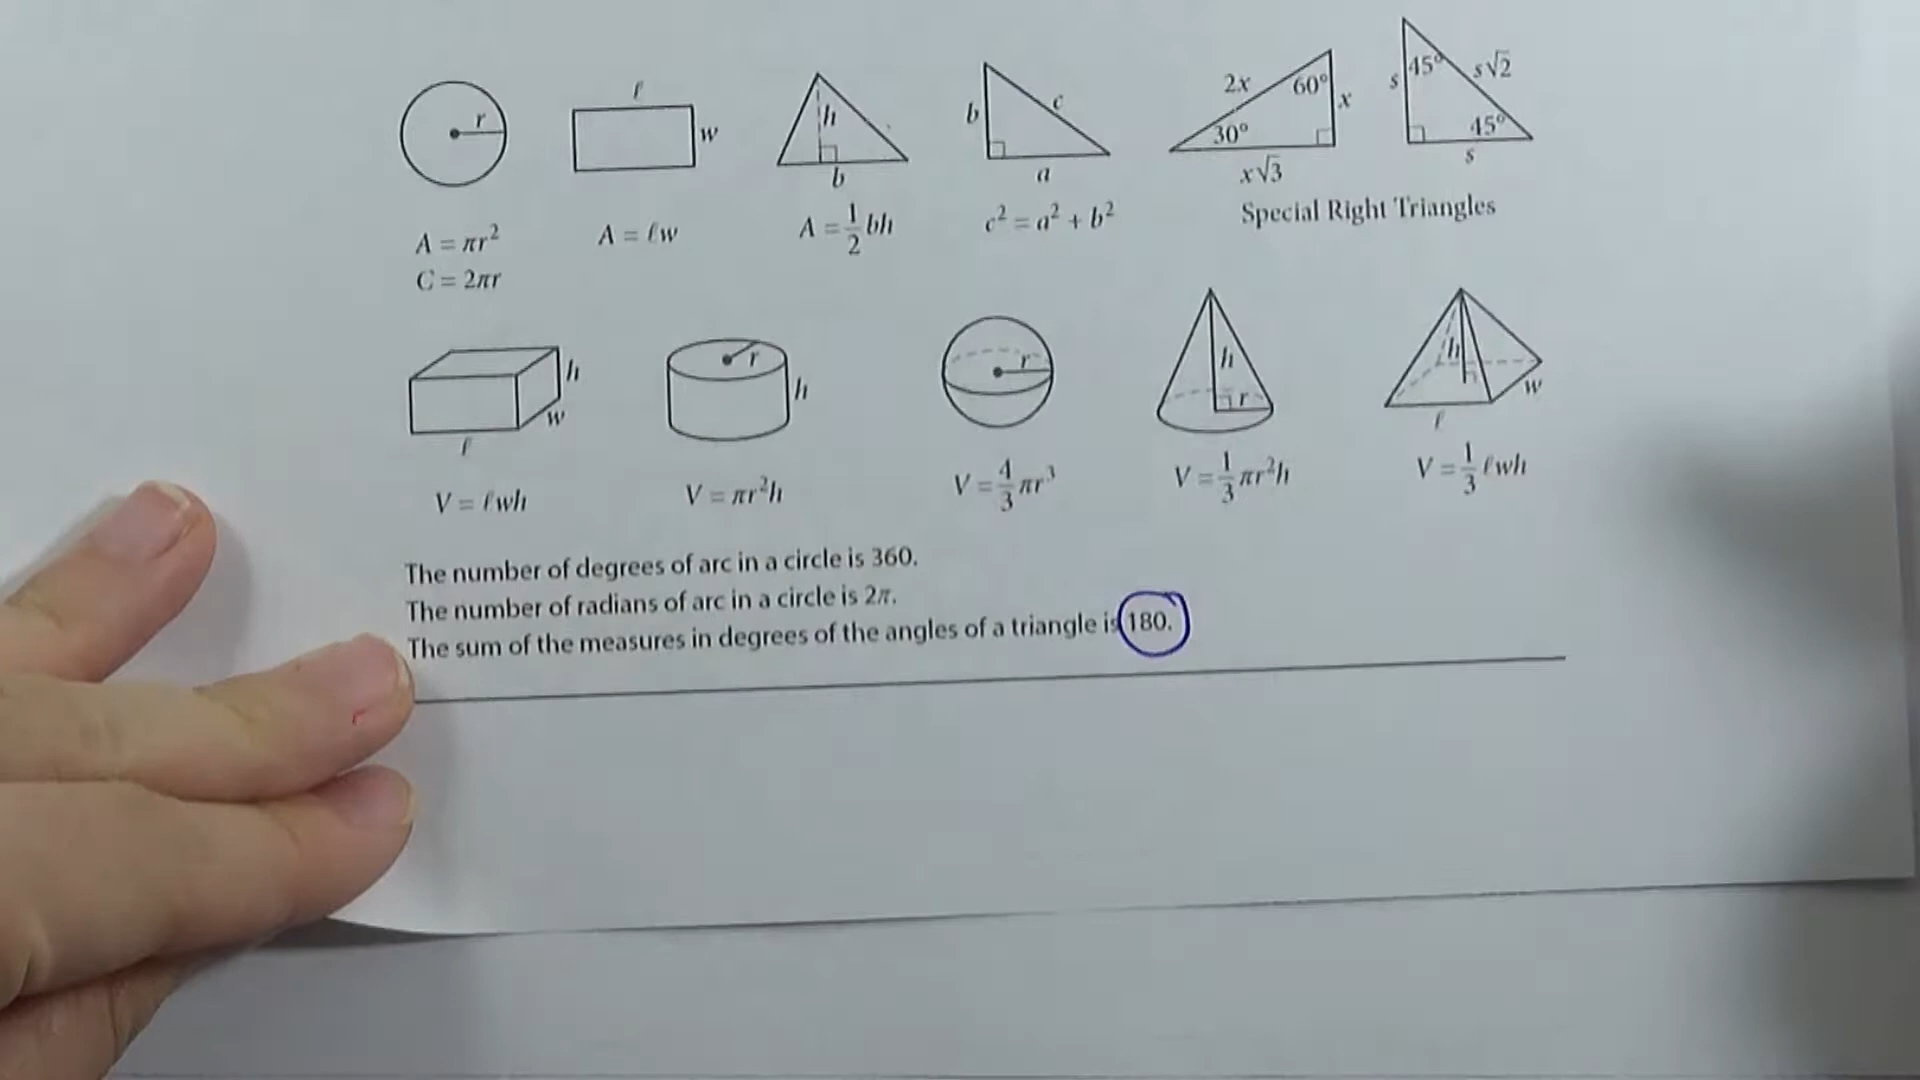 r
ℓ
w
h
b
b
c
a
2x
60°
x
30°
x√3
s
45°
s√2
45°
s
A = πr²
C = 2πr
A = ℓw
A = 1/2 bh
c² = a² + b²
Special Right Triangles
h
w
ℓ
r
h
r
h
r
h
w
ℓ
V = ℓwh
V = πr²h
V = 4/3 πr³
V = 1/3 πr²h
V = 1/3 ℓwh
The number of degrees of arc in a circle is 360.
The number of radians of arc in a circle is 2π.
The sum of the measures in degrees of the angles of a triangle is 180.